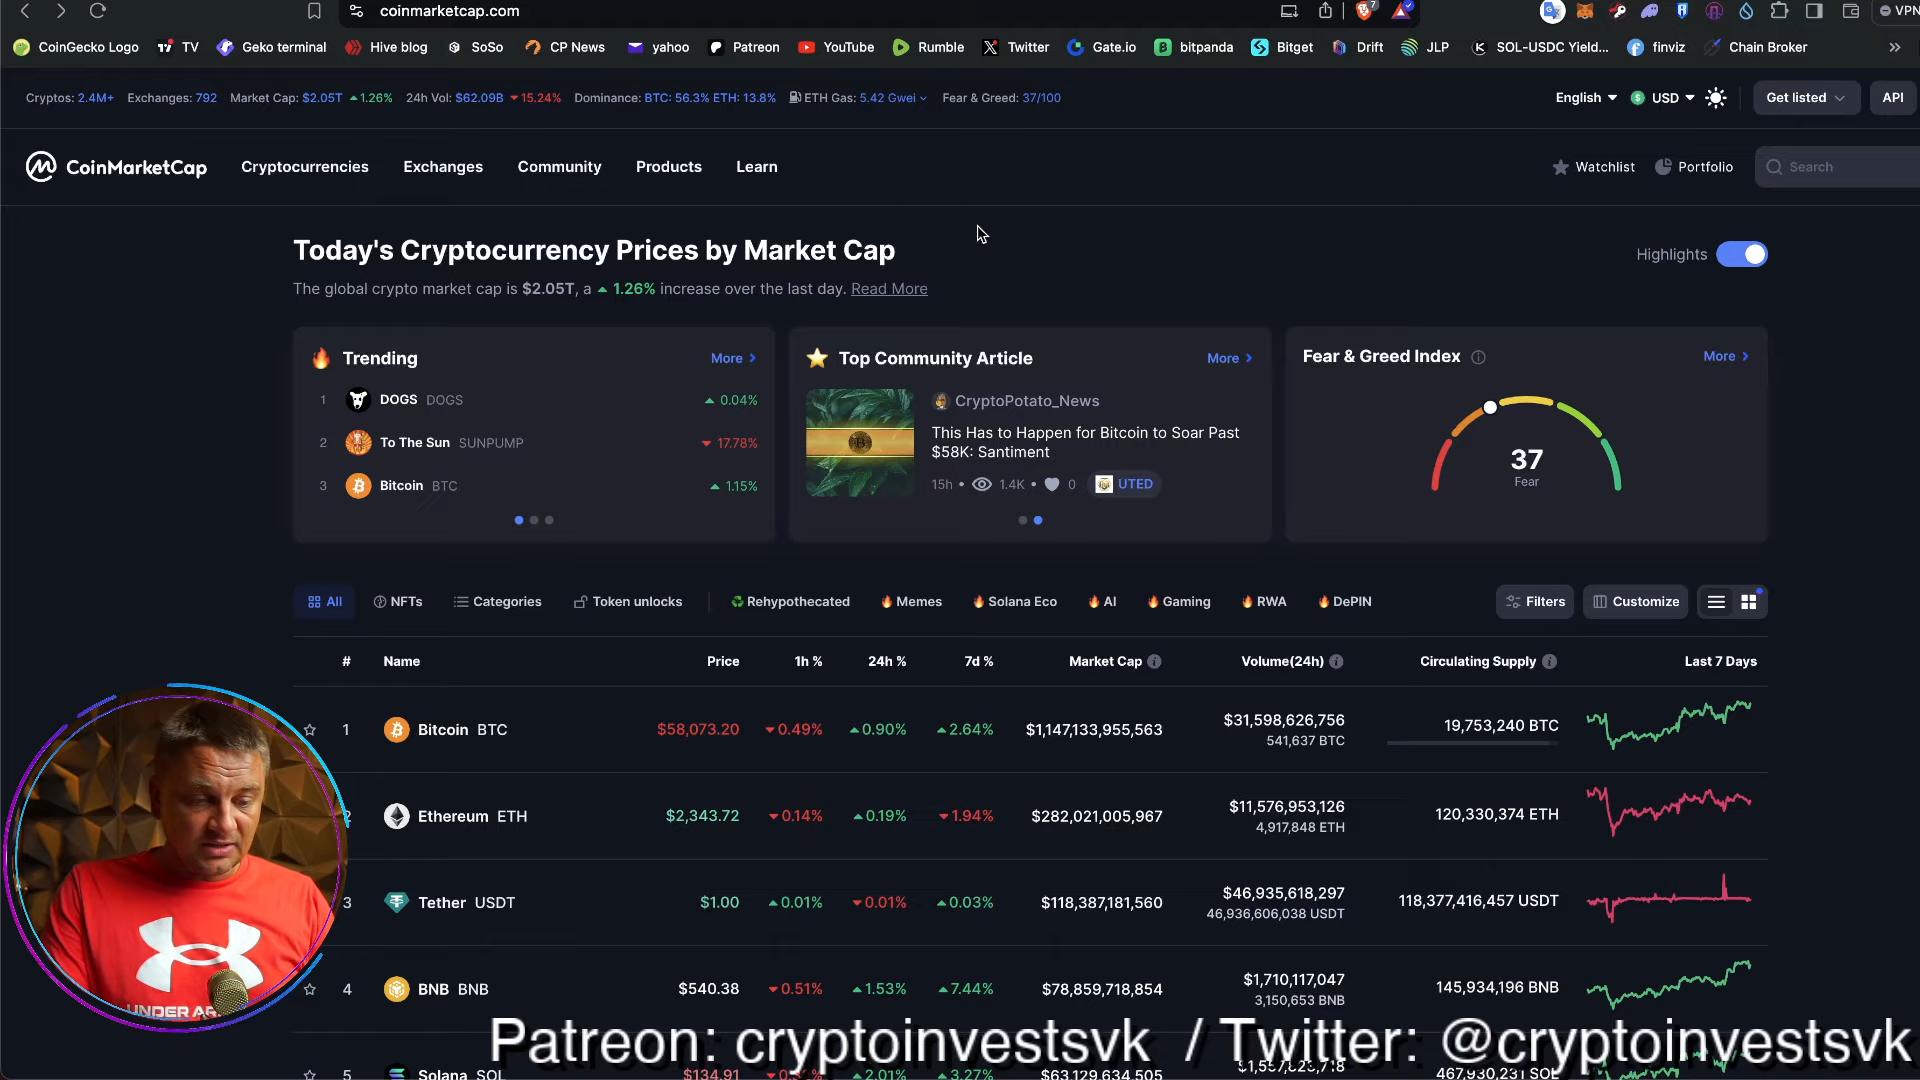 coinmarketcap.com
VPN
CoinGecko Logo TV Geko terminal Hive blog SoSo CP News yahoo Patreon YouTube Rumble Twitter Gate.io bitpanda Bitget Drift JLP SOL-USDC Yield... finviz Chain Broker »
Cryptos: 2.4M+ Exchanges: 792 Market Cap: $2.05T 1.26% 24h Vol: $62.09B 15.24% Dominance: BTC: 56.3% ETH: 13.8% ETH Gas: 5.42 Gwei Fear & Greed: 37/100 English USD Get listed API
CoinMarketCap Cryptocurrencies Exchanges Community Products Learn Watchlist Portfolio Search
Today's Cryptocurrency Prices by Market Cap
Highlights
The global crypto market cap is $2.05T, a 1.26% increase over the last day. Read More
Trending More
1 DOGS DOGS 0.04%
2 To The Sun SUNPUMP 17.78%
3 Bitcoin BTC 1.15%
Top Community Article More
CryptoPotato_News
This Has to Happen for Bitcoin to Soar Past
$58K: Santiment
15h • 1.4K • 0 UTED
Fear & Greed Index More
37
Fear
All NFTs Categories Token unlocks Rehypothecated Memes Solana Eco AI Gaming RWA DePIN Filters Customize
# Name Price 1h % 24h % 7d % Market Cap Volume(24h) Circulating Supply Last 7 Days
1 Bitcoin BTC $58,073.20 0.49% 0.90% 2.64% $1,147,133,955,563 $31,598,626,756 19,753,240 BTC
541,637 BTC
2 Ethereum ETH $2,343.72 0.14% 0.19% 1.94% $282,021,005,967 $11,576,953,126 120,330,374 ETH
4,917,848 ETH
3 Tether USDT $1.00 0.01% 0.01% 0.03% $118,387,181,560 $46,935,618,297 118,377,416,457 USDT
46,936,606,038 USDT
4 BNB BNB $540.38 0.51% 1.53% 7.44% $78,859,718,854 $1,710,117,047 145,934,196 BNB
3,150,653 BNB
5 Solana SOL $134.91 2.01% 3.27% $63,129,634,505 467,930,231 SOL
UNDER AR
Patreon: cryptoinvestsvk / Twitter: @cryptoinvestsvk